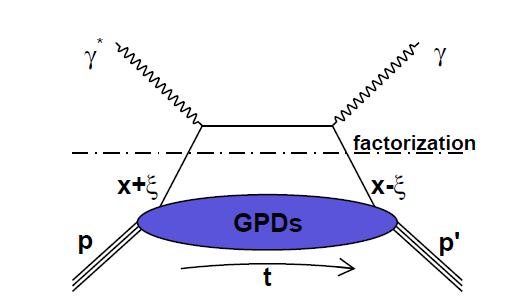 γ* γ
factorization
x+ξ x-ξ
GPDs
p p'
t